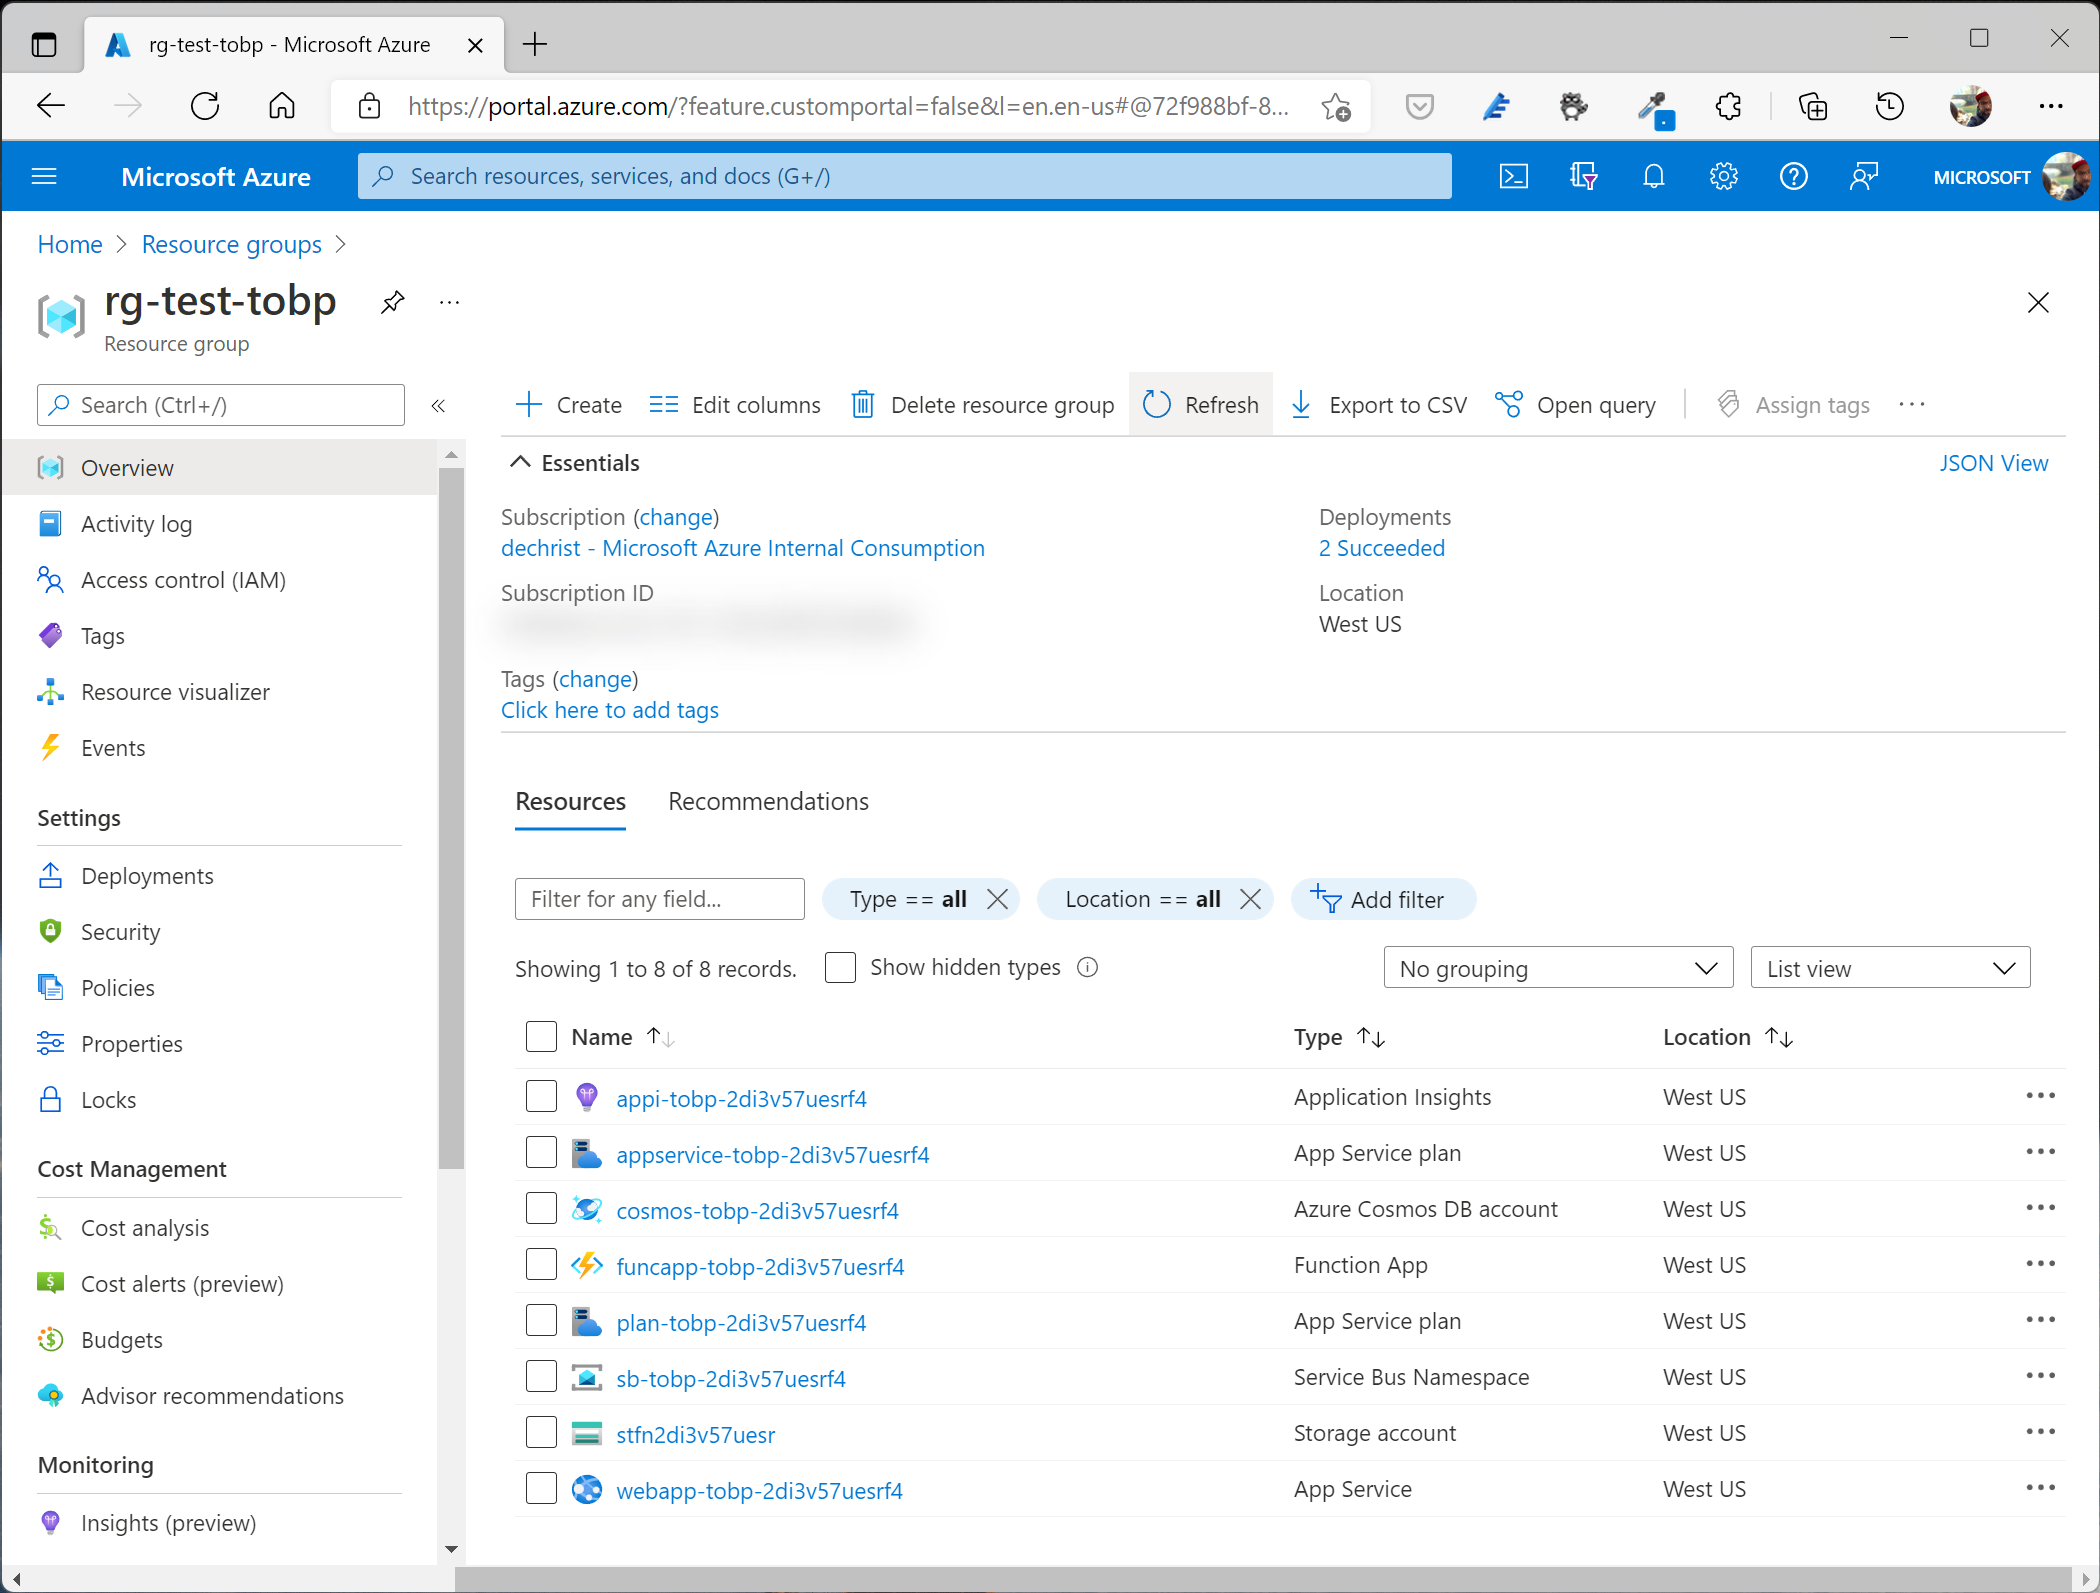 rg-test-tobp - Microsoft Azure
https://portal.azure.com/?feature.customportal=false&l=en.en-us#@72f988bf-8...
Microsoft Azure
Search resources, services, and docs (G+/)
MICROSOFT
Home
Resource groups
rg-test-tobp
Resource group
Search (Ctrl+/)
Overview
Activity log
Access control (IAM)
Tags
Resource visualizer
Events
Settings
Deployments
Security
Policies
Properties
Locks
Cost Management
Cost analysis
Cost alerts (preview)
Budgets
Advisor recommendations
Monitoring
Insights (preview)
Create
Edit columns
Delete resource group
Refresh
Export to CSV
Open query
Assign tags
Essentials
JSON View
Subscription (change)
dechrist - Microsoft Azure Internal Consumption
Subscription ID
Deployments
2 Succeeded
Location
West US
Tags (change)
Click here to add tags
Resources
Recommendations
Filter for any field...
Type == all
Location == all
Add filter
Showing 1 to 8 of 8 records.
Show hidden types
No grouping
List view
Name Type Location
appi-tobp-2di3v57uesrf4 Application Insights West US
appservice-tobp-2di3v57uesrf4 App Service plan West US
cosmos-tobp-2di3v57uesrf4 Azure Cosmos DB account West US
funcapp-tobp-2di3v57uesrf4 Function App West US
plan-tobp-2di3v57uesrf4 App Service plan West US
sb-tobp-2di3v57uesrf4 Service Bus Namespace West US
stfn2di3v57uesr Storage account West US
webapp-tobp-2di3v57uesrf4 App Service West US